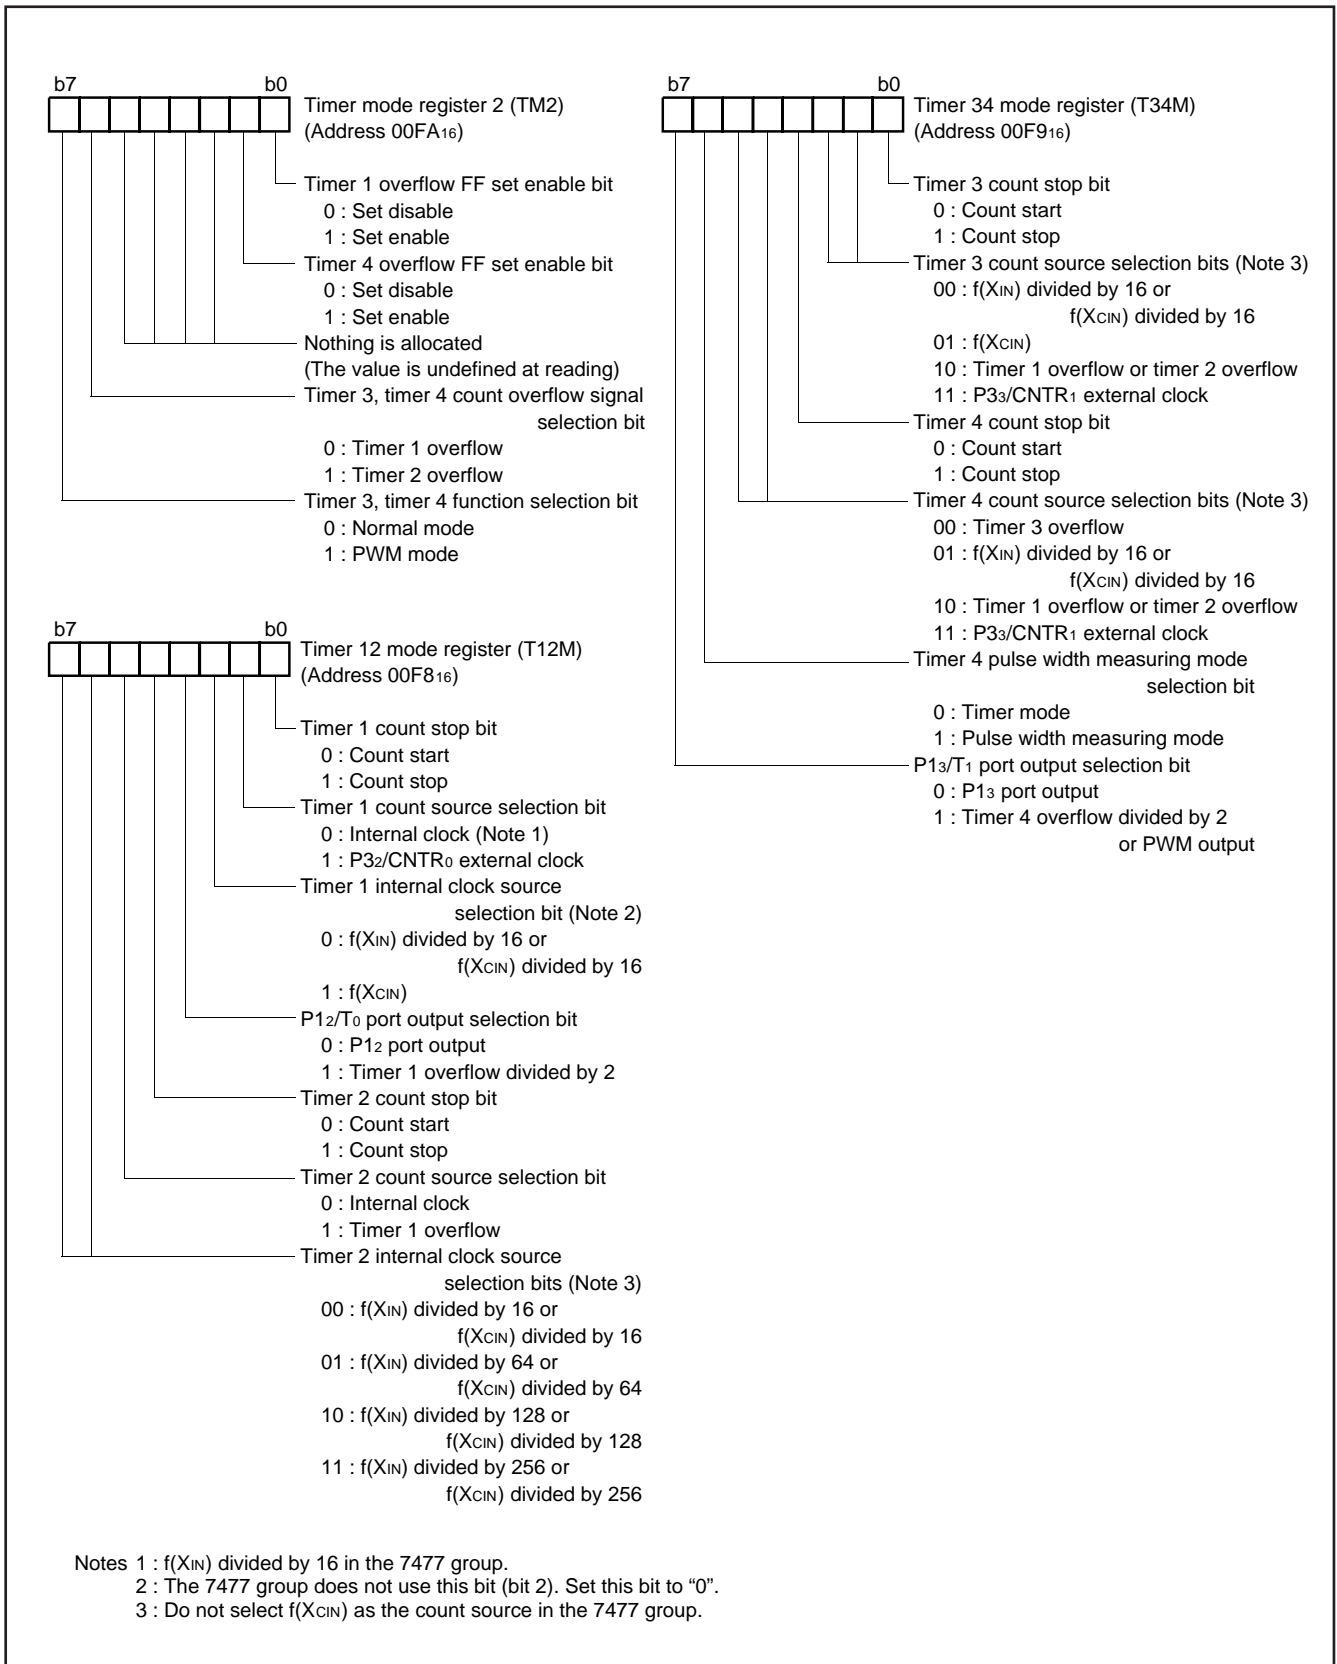 b7 b0
Timer mode register 2 (TM2)
(Address 00FA16)
Timer 1 overflow FF set enable bit
0 : Set disable
1 : Set enable
Timer 4 overflow FF set enable bit
0 : Set disable
1 : Set enable
Nothing is allocated
(The value is undefined at reading)
Timer 3, timer 4 count overflow signal
selection bit
0 : Timer 1 overflow
1 : Timer 2 overflow
Timer 3, timer 4 function selection bit
0 : Normal mode
1 : PWM mode
b7 b0
Timer 12 mode register (T12M)
(Address 00F816)
Timer 1 count stop bit
0 : Count start
1 : Count stop
Timer 1 count source selection bit
0 : Internal clock (Note 1)
1 : P32/CNTR0 external clock
Timer 1 internal clock source
selection bit (Note 2)
0 : f(XIN) divided by 16 or
f(XCIN) divided by 16
1 : f(XCIN)
P12/T0 port output selection bit
0 : P12 port output
1 : Timer 1 overflow divided by 2
Timer 2 count stop bit
0 : Count start
1 : Count stop
Timer 2 count source selection bit
0 : Internal clock
1 : Timer 1 overflow
Timer 2 internal clock source
selection bits (Note 3)
00 : f(XIN) divided by 16 or
f(XCIN) divided by 16
01 : f(XIN) divided by 64 or
f(XCIN) divided by 64
10 : f(XIN) divided by 128 or
f(XCIN) divided by 128
11 : f(XIN) divided by 256 or
f(XCIN) divided by 256
b7 b0
Timer 34 mode register (T34M)
(Address 00F916)
Timer 3 count stop bit
0 : Count start
1 : Count stop
Timer 3 count source selection bits (Note 3)
00 : f(XIN) divided by 16 or
f(XCIN) divided by 16
01 : f(XCIN)
10 : Timer 1 overflow or timer 2 overflow
11 : P33/CNTR1 external clock
Timer 4 count stop bit
0 : Count start
1 : Count stop
Timer 4 count source selection bits (Note 3)
00 : Timer 3 overflow
01 : f(XIN) divided by 16 or
f(XCIN) divided by 16
10 : Timer 1 overflow or timer 2 overflow
11 : P33/CNTR1 external clock
Timer 4 pulse width measuring mode
selection bit
0 : Timer mode
1 : Pulse width measuring mode
P13/T1 port output selection bit
0 : P13 port output
1 : Timer 4 overflow divided by 2
or PWM output
Notes 1 : f(XIN) divided by 16 in the 7477 group.
2 : The 7477 group does not use this bit (bit 2). Set this bit to “0”.
3 : Do not select f(XCIN) as the count source in the 7477 group.